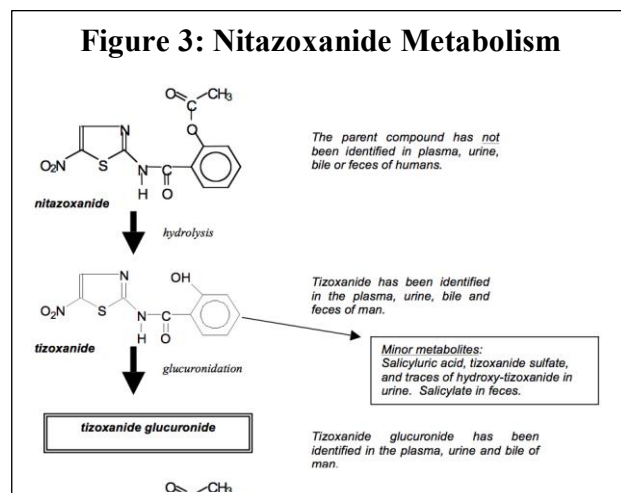 Figure 3: Nitazoxanide Metabolism
O
CH3
C
O
N
O2N
S
N
C
H
O
The parent compound has not
been identified in plasma, urine,
bile or feces of humans.
nitazoxanide
hydrolysis
N
OH
O2N
S
N
C
H
O
Tizoxanide has been identified
in the plasma, urine, bile and
feces of man.
tizoxanide
glucuronidation
Minor metabolites:
Salicyluric acid, tizoxanide sulfate,
and traces of hydroxy-tizoxanide in
urine. Salicylate in feces.
tizoxanide glucuronide
Tizoxanide glucuronide has been
identified in the plasma, urine and bile of
man.
O
CH3